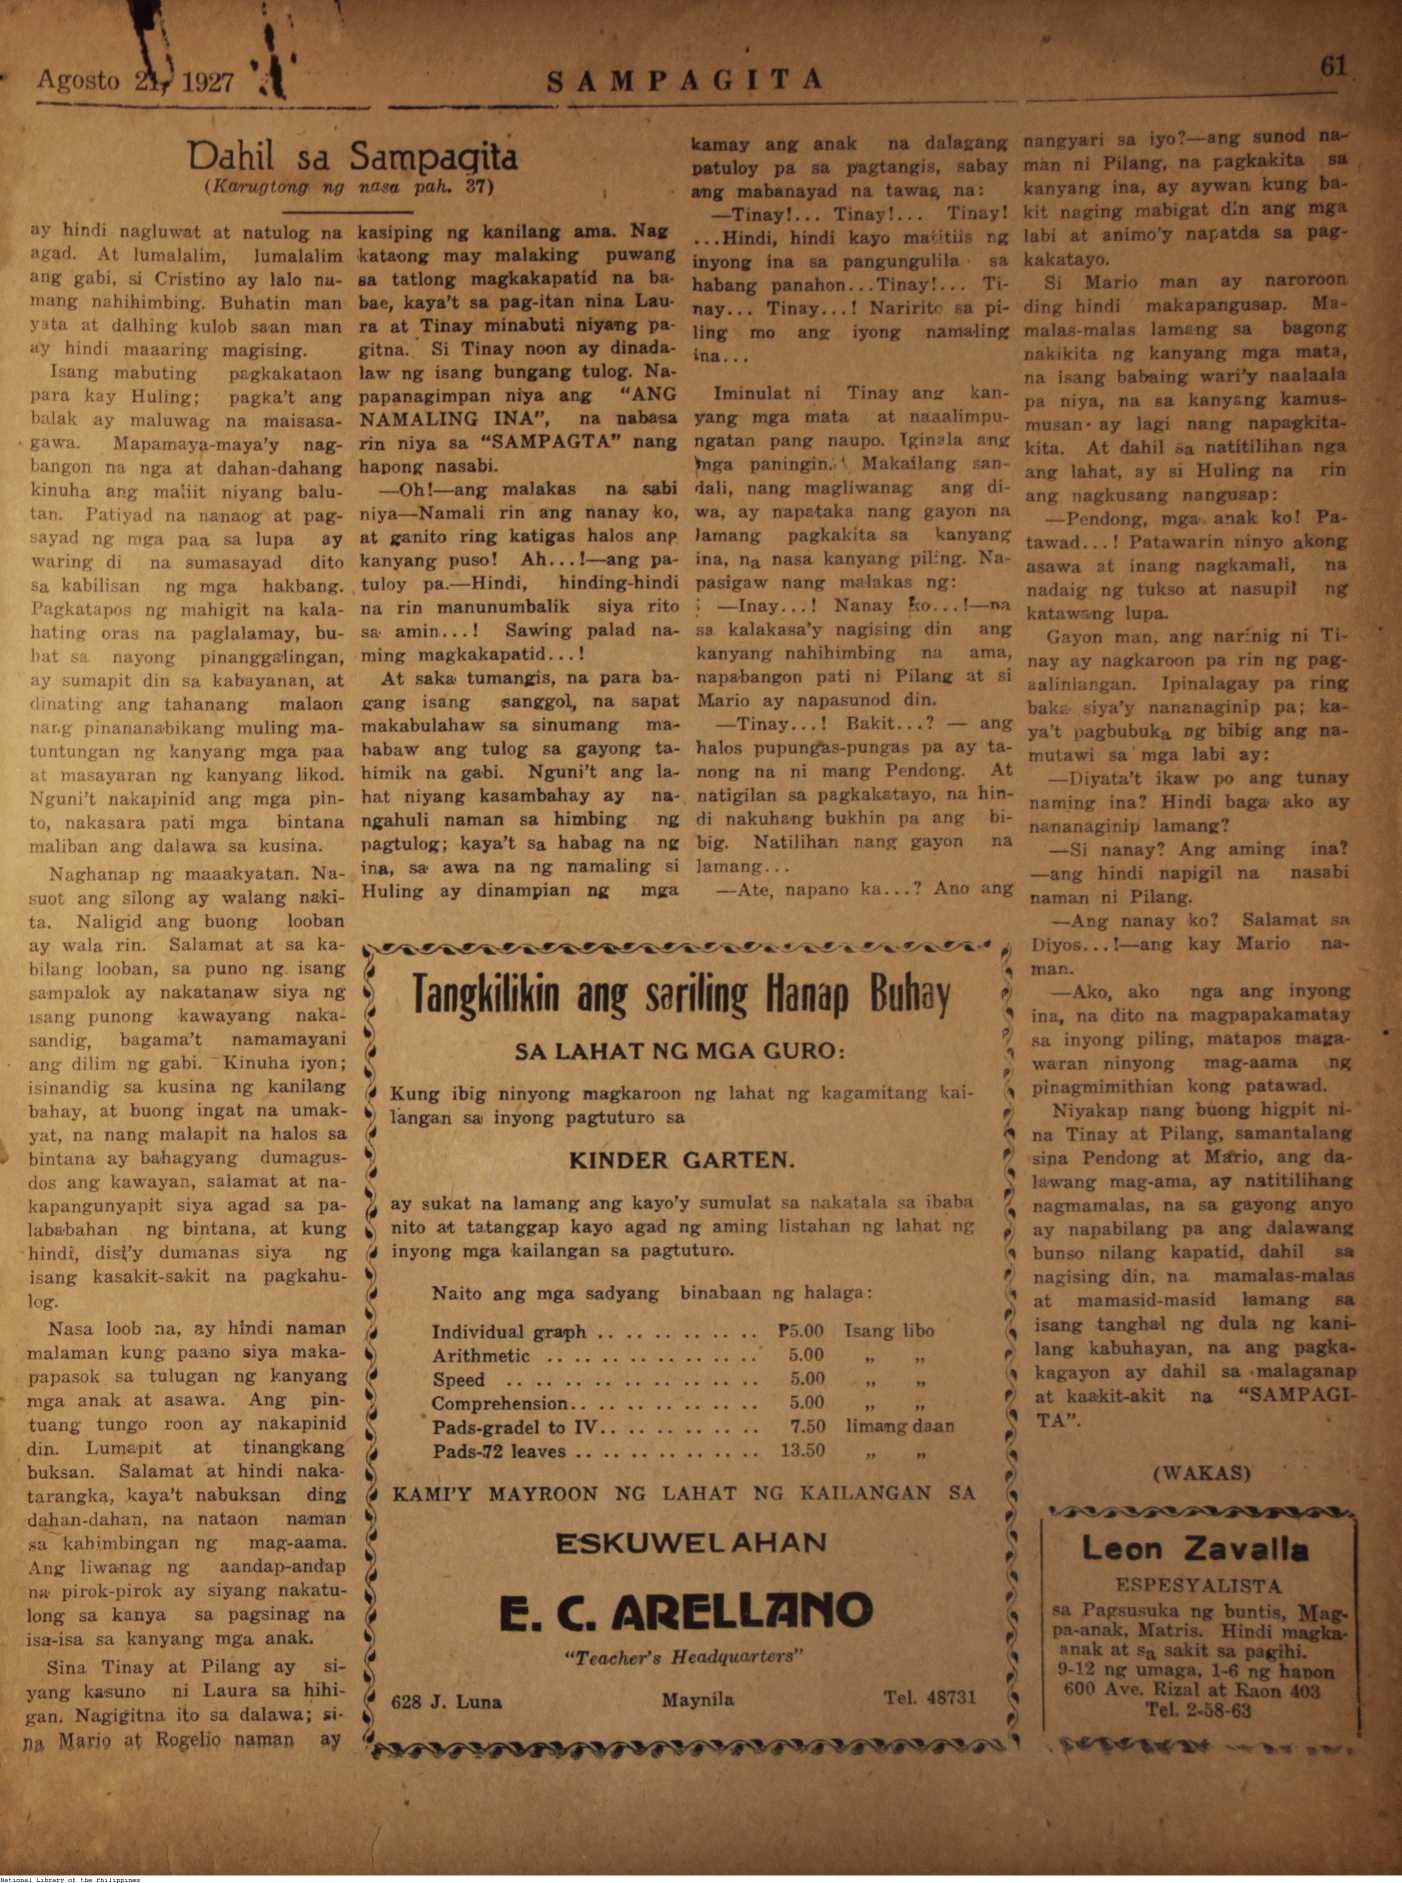 Agosto 21, 1927
SAMPAGITA
61
Dahil sa Sampagita
(Karugtong ng nasa pah. 37)
ay hindi nagluwat at natulog na
agad. At lumalalim, lumalalim
ang gabi, si Cristino ay lalo na-
mang nahihimbing. Buhatin man
yata at dalhing kulob saan man
ay hindi maaaring magising.
Isang mabuting pagkakataon
para kay Huling; pagka't ang
balak ay maluwag na maisasa-
gawa. Mapamaya-maya'y nag-
bangon na nga at dahan-dahang
kinuha ang maliit niyang balu-
tan. Patiyad na nanaog at pag-
sayad ng mga paa sa lupa ay
waring di na sumasayad dito
sa kabilisan ng mga hakbang.
Pagkatapos ng mahigit na kala-
hating oras na paglalamay, bu-
hat sa nayong pinanggalingan,
ay sumapit din sa kabayanan, at
dinating ang tahanang malaon
nang pinananabikang muling ma-
tuntungan ng kanyang mga paa
at masayaran ng kanyang likod.
Nguni't nakapinid ang mga pin-
to, nakasara pati mga bintana
maliban ang dalawa sa kusina.
Naghanap ng maaakyatan. Na-
suot ang silong ay walang naki-
ta. Naligid ang buong looban
ay wala rin. Salamat at sa ka-
bilang looban, sa puno ng isang
sampalok ay nakatanaw siya ng
isang punong kawayang naka-
sandig, bagama't namamayani
ang dilim ng gabi. Kinuha iyon;
isinandig sa kusina ng kanilang
bahay, at buong ingat na umak-
yat, na nang malapit na halos sa
bintana ay bahagyang dumagus-
dos ang kawayan, salamat at na-
kapangunyapit siya agad sa pa-
lababahan ng bintana, at kung
hindi, disi'y dumanas siya ng
isang kasakit-sakit na pagkahu-
log.
Nasa loob na, ay hindi naman
malaman kung paano siya maka-
papasok sa tulugan ng kanyang
mga anak at asawa. Ang pin-
tuang tungo roon ay nakapinid
din. Lumapit at tinangkang
buksan. Salamat at hindi naka-
tarangka, kaya't nabuksan ding
dahan-dahan, na nataon naman
sa kahimbingan ng mag-aama.
Ang liwanag ng aandap-andap
na pirok-pirok ay siyang nakatu-
long sa kanya sa pagsinag na
isa-isa sa kanyang mga anak.
Sina Tinay at Pilang ay si-
yang kasuno ni Laura sa hihi-
gan. Nagigitna ito sa dalawa; si-
na Mario at Rogelio naman ay
kasiping ng kanilang ama. Nag
kataong may malaking puwang
sa tatlong magkakapatid na ba-
bae, kaya't sa pag-itan nina Lau-
ra at Tinay minabuti niyang pa-
gitna. Si Tinay noon ay dinada-
law ng isang bungang tulog. Na-
papanagimpan niya ang "ANG
NAMALING INA", na nabasa
rin niya sa "SAMPAGTA" nang
hapong nasabi.
—Oh!—ang malakas na sabi
niya—Namali rin ang nanay ko,
at ganito ring katigas halos ang
kanyang puso! Ah...!—ang pa-
tuloy pa.—Hindi, hinding-hindi
na rin manunumbalik siya rito
sa amin...! Sawing palad na-
ming magkakapatid...!
At saka tumangis, na para ba-
gang isang sanggol, na sapat
makabulahaw sa sinumang ma-
babaw ang tulog sa gayong ta-
himik na gabi. Nguni't ang la-
hat niyang kasambahay ay na-
ngahuli naman sa himbing ng
pagtulog; kaya't sa habag na ng
ina, sa awa na ng namaling si
Huling ay dinampian ng mga
kamay ang anak na dalagang
patuloy pa sa pagtangis, sabay
ang mabanayad na tawag na:
—Tinay!... Tinay!... Tinay!
...Hindi, hindi kayo matitiis ng
inyong ina sa pangungulila sa
habang panahon...Tinay!... Ti-
nay... Tinay...! Naririto sa pi-
ling mo ang iyong namaling
ina...
Iminulat ni Tinay ang kan-
yang mga mata at naaalimpu-
ngatan pang naupo. Iginala ang
mga paningin. Makailang san-
dali, nang magliwanag ang di-
wa, ay napataka nang gayon na
lamang pagkakita sa kanyang
ina, na nasa kanyang piling. Na-
pasigaw nang malakas ng:
—Inay...! Nanay ko...!—na
sa kalakasa'y nagising din ang
kanyang nahihimbing na ama,
napabangon pati ni Pilang at si
Mario ay napasunod din.
—Tinay...! Bakit...? — ang
halos pupungas-pungas pa ay ta-
nong na ni mang Pendong. At
natigilan sa pagkakatayo, na hin-
di nakuhang bukhin pa ang bi-
big. Natilihan nang gayon na
lamang...
—Ate, napano ka...? Ano ang
nangyari sa iyo?—ang sunod na-
man ni Pilang, na pagkakita sa
kanyang ina, ay aywan kung ba-
kit naging mabigat din ang mga
labi at animo'y napatda sa pag-
kakatayo.
Si Mario man ay naroroon
ding hindi makapangusap. Ma-
malas-malas lamang sa bagong
nakikita ng kanyang mga mata,
na isang babaing wari'y naalaala
pa niya, na sa kanyang kamus-
musan ay lagi nang napagkita-
kita. At dahil sa natitilihan nga
ang lahat, ay si Huling na rin
ang nagkusang nangusap:
—Pendong, mga anak ko! Pa-
tawad...! Patawarin ninyo akong
asawa at inang nagkamali, na
nadaig ng tukso at nasupil ng
katawang lupa.
Gayon man, ang narinig ni Ti-
nay ay nagkaroon pa rin ng pag-
aalinlangan. Ipinalagay pa ring
baka siya'y nananaginip pa; ka-
ya't pagbubuka ng bibig ang na-
mutawi sa mga labi ay:
—Diyata't ikaw po ang tunay
naming ina? Hindi baga ako ay
nananaginip lamang?
—Si nanay? Ang aming ina?
—ang hindi napigil na nasabi
naman ni Pilang.
—Ang nanay ko? Salamat sa
Diyos...!—ang kay Mario na-
man.
—Ako, ako nga ang inyong
ina, na dito na magpapakamatay
sa inyong piling, matapos maga-
waran ninyong mag-aama ng
pinagmimithian kong patawad.
Niyakap nang buong higpit ni-
na Tinay at Pilang, samantalang
sina Pendong at Mario, ang da-
lawang mag-ama, ay natitilihang
nagmamalas, na sa gayong anyo
ay napabilang pa ang dalawang
bunso nilang kapatid, dahil sa
nagising din, na mamalas-malas
at mamasid-masid lamang sa
isang tanghal ng dula ng kani-
lang kabuhayan, na ang pagka-
kagayon ay dahil sa malaganap
at kaakit-akit na "SAMPAGI-
TA".
(WAKAS)
Tangkilikin ang sariling Hanap Buhay
SA LAHAT NG MGA GURO:
Kung ibig ninyong magkaroon ng lahat ng kagamitang kai-
langan sa inyong pagtuturo sa
KINDER GARTEN.
ay sukat na lamang ang kayo'y sumulat sa nakatala sa ibaba
nito at tatanggap kayo agad ng aming listahan ng lahat ng
inyong mga kailangan sa pagtuturo.
Naito ang mga sadyang binabaan ng halaga:
Individual graph ............ ₱5.00 Isang libo
Arithmetic ................ 5.00 „ „
Speed .................. 5.00 „ „
Comprehension.............. 5.00 „ „
Pads-gradel to IV............ 7.50 limang daan
Pads-72 leaves .............. 13.50 „ „
KAMI'Y MAYROON NG LAHAT NG KAILANGAN SA
ESKUWELAHAN
E. C. ARELLANO
"Teacher's Headquarters"
628 J. Luna Maynila Tel. 48731
Leon Zavalla
ESPESYALISTA
sa Pagsusuka ng buntis, Mag-
pa-anak, Matris. Hindi magka-
anak at sa sakit sa pagihi.
9-12 ng umaga, 1-6 ng hapon
600 Ave. Rizal at Raon 403
Tel. 2-58-63
National Library of the Philippines